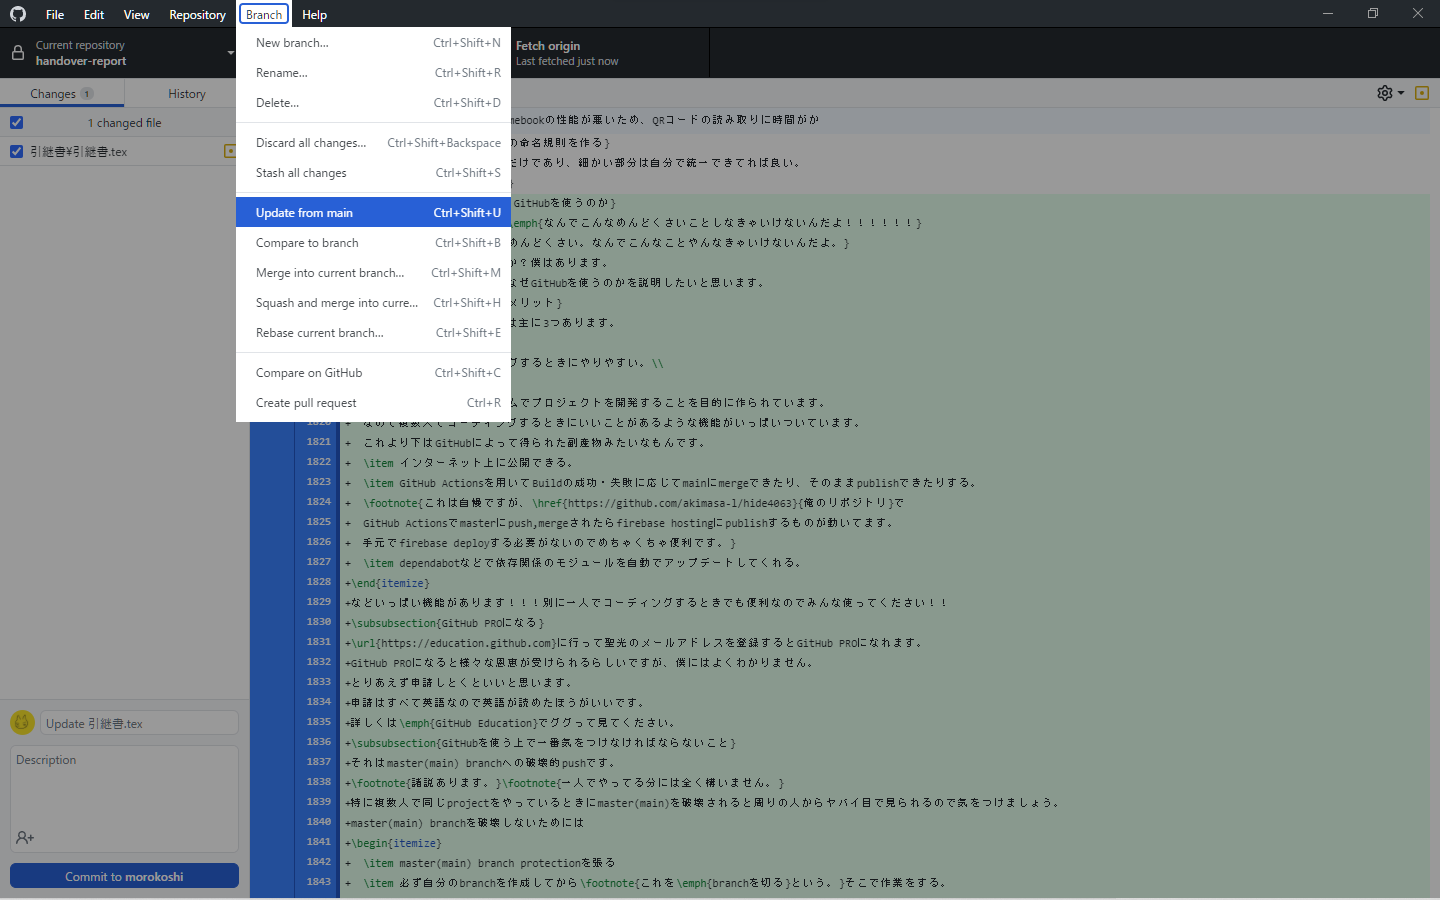 File Edit View Repository Branch Help
Current repository
handover-report
Fetch origin
Last fetched just now
Changes 1
History
1 changed file
引継書¥引継書.tex
New branch... Ctrl+Shift+N
Rename... Ctrl+Shift+R
Delete... Ctrl+Shift+D
Discard all changes... Ctrl+Shift+Backspace
Stash all changes Ctrl+Shift+S
Update from main Ctrl+Shift+U
Compare to branch Ctrl+Shift+B
Merge into current branch... Ctrl+Shift+M
Squash and merge into curre... Ctrl+Shift+H
Rebase current branch... Ctrl+Shift+E
Compare on GitHub Ctrl+Shift+C
Create pull request Ctrl+R
mebookの性能が悪いため、QRコードの読み取りに時間がか
の命名規則を作る}
だけであり、細かい部分は自分で統一できてれば良い。
}
GitHubを使うのか}
\emph{なんでこんなめんどくさいことしなきゃいけないんだよ！！！！！！}
めんどくさい。なんでこんなことやんなきゃいけないんだよ。}
か？僕はあります。
なぜGitHubを使うのかを説明したいと思います。
メリット}
は主に3つあります。
グするときにやりやすい。\\
ムでプロジェクトを開発することを目的に作られています。
1820 + なので複数人でコーディングするときにいいことがあるような機能がいっぱいついています。
1821 + これより下はGitHubによって得られた副産物みたいなもんです。
1822 + \item インターネット上に公開できる。
1823 + \item GitHub Actionsを用いてBuildの成功・失敗に応じてmainにmergeできたり、そのままpublishできたりする。
1824 + \footnote{これは自慢ですが、\href{https://github.com/akimasa-l/hide4063}{俺のリポジトリ}で
1825 + GitHub Actionsでmasterにpush,mergeされたらfirebase hostingにpublishするものが動いてます。
1826 + 手元でfirebase deployする必要がないのでめちゃくちゃ便利です。}
1827 + \item dependabotなどで依存関係のモジュールを自動でアップデートしてくれる。
1828 +\end{itemize}
1829 +などいっぱい機能があります！！！別に一人でコーディングするときでも便利なのでみんな使ってください！！
1830 +\subsubsection{GitHub PROになる}
1831 +\url{https://education.github.com}に行って聖光のメールアドレスを登録するとGitHub PROになれます。
1832 +GitHub PROになると様々な恩恵が受けられるらしいですが、僕にはよくわかりません。
1833 +とりあえず申請しとくといいと思います。
1834 +申請はすべて英語なので英語が読めたほうがいいです。
1835 +詳しくは\emph{GitHub Education}でググって見てください。
1836 +\subsubsection{GitHubを使う上で一番気をつけなければならないこと}
1837 +それはmaster(main) branchへの破壊的pushです。
1838 +\footnote{諸説あります。}\footnote{一人でやってる分には全く構いません。}
1839 +特に複数人で同じprojectをやっているときにmaster(main)を破壊されると周りの人からヤバイ目で見られるので気をつけましょう。
1840 +master(main) branchを破壊しないためには
1841 +\begin{itemize}
1842 + \item master(main) branch protectionを張る
1843 + \item 必ず自分のbranchを作成してから\footnote{これを\emph{branchを切る}という。}そこで作業をする。
Update 引継書.tex
Description
Commit to morokoshi